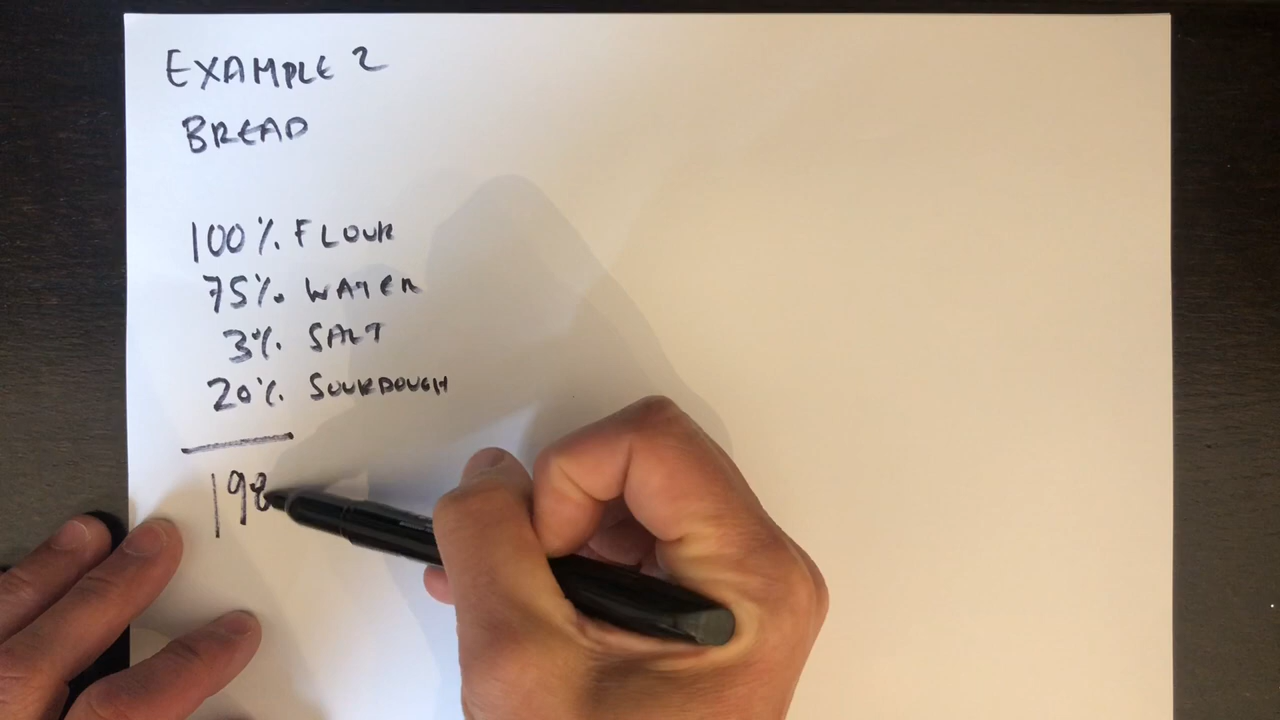 EXAMPLE 2
BREAD
100% FLOUR
75% WATER
3% SALT
20% SOURDOUGH
198